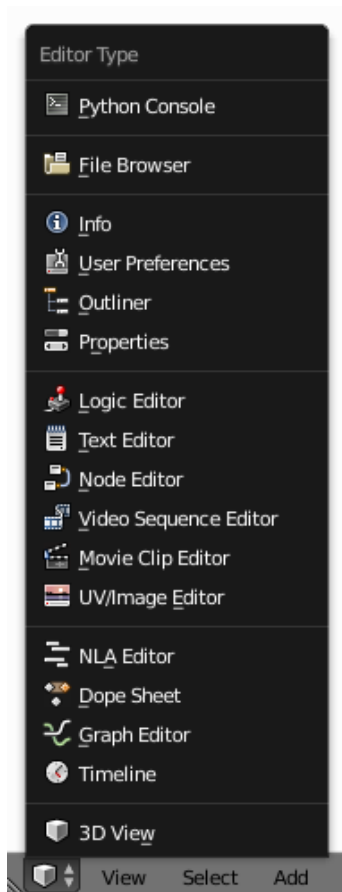 Editor Type
Python Console
File Browser
Info
User Preferences
Outliner
Properties
Logic Editor
Text Editor
Node Editor
Video Sequence Editor
Movie Clip Editor
UV/Image Editor
NLA Editor
Dope Sheet
Graph Editor
Timeline
3D View
View Select Add